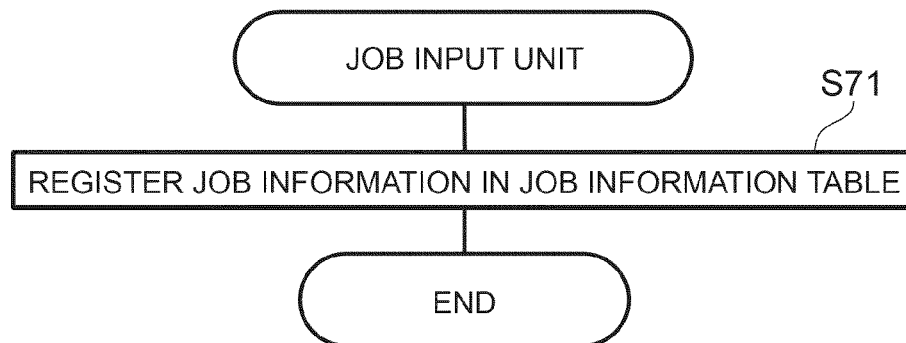 JOB INPUT UNIT
S71
REGISTER JOB INFORMATION IN JOB INFORMATION TABLE
END